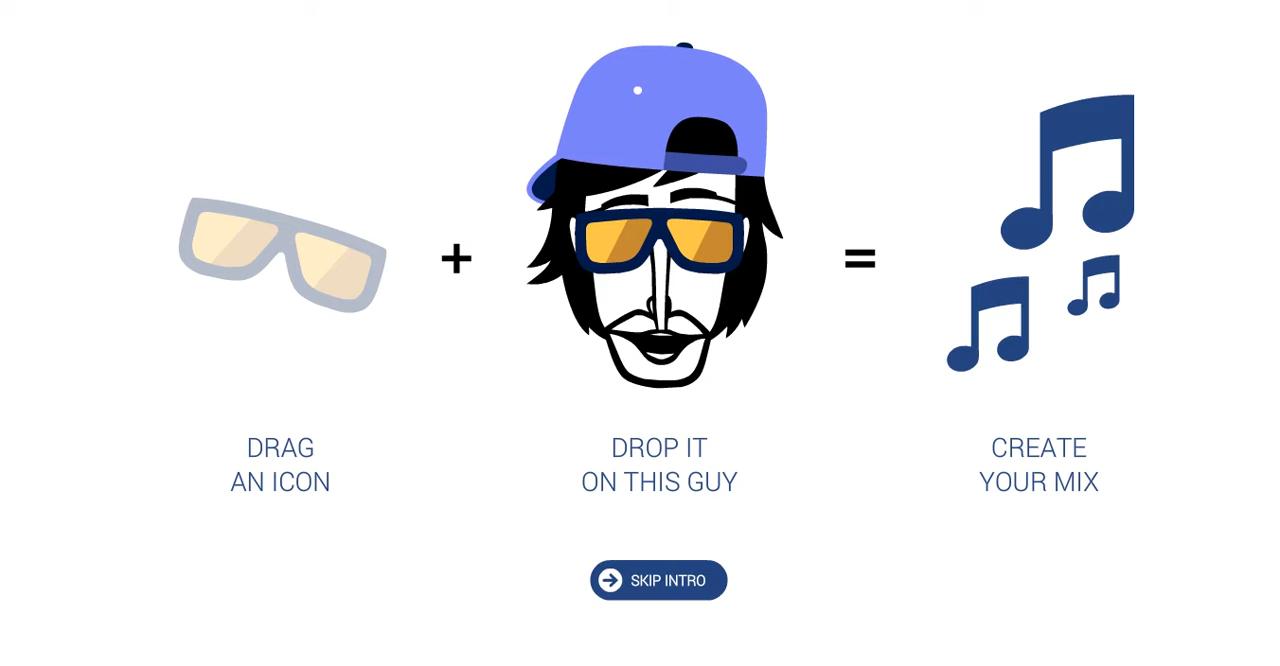 DRAG
AN ICON
+
DROP IT
ON THIS GUY
=
CREATE
YOUR MIX
SKIP INTRO